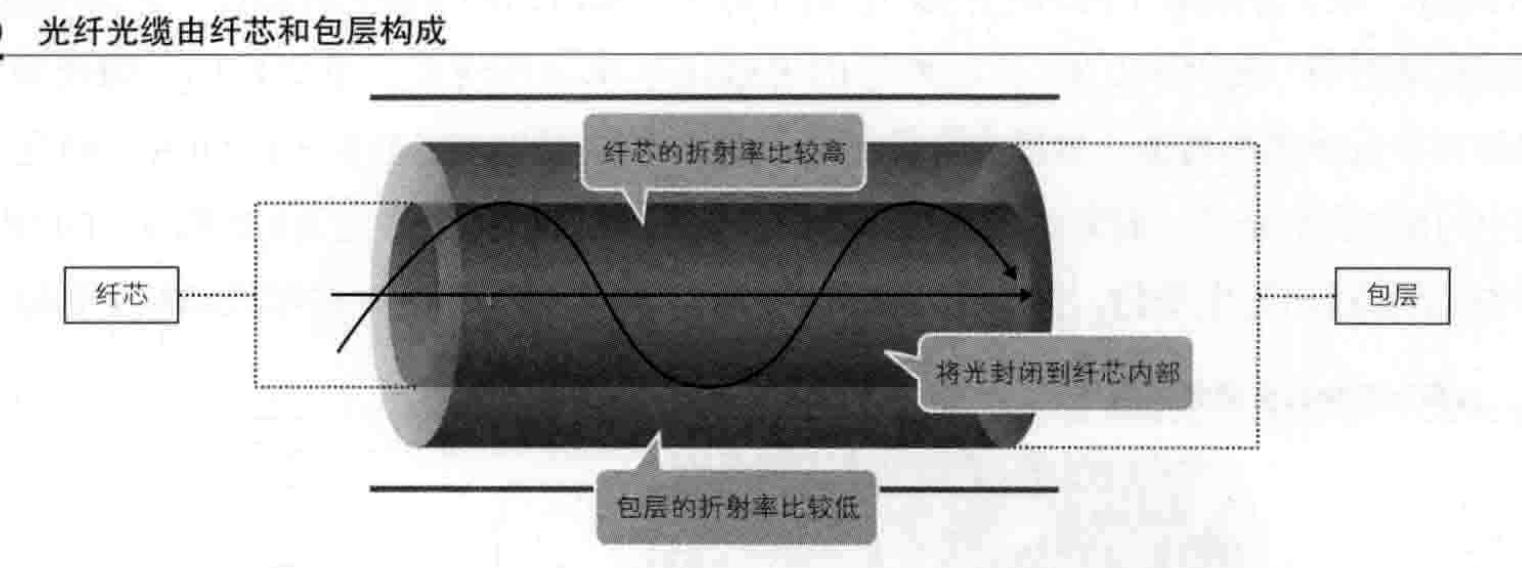 光纤光缆由纤芯和包层构成
纤芯的折射率比较高
纤芯
包层
将光封闭到纤芯内部
包层的折射率比较低